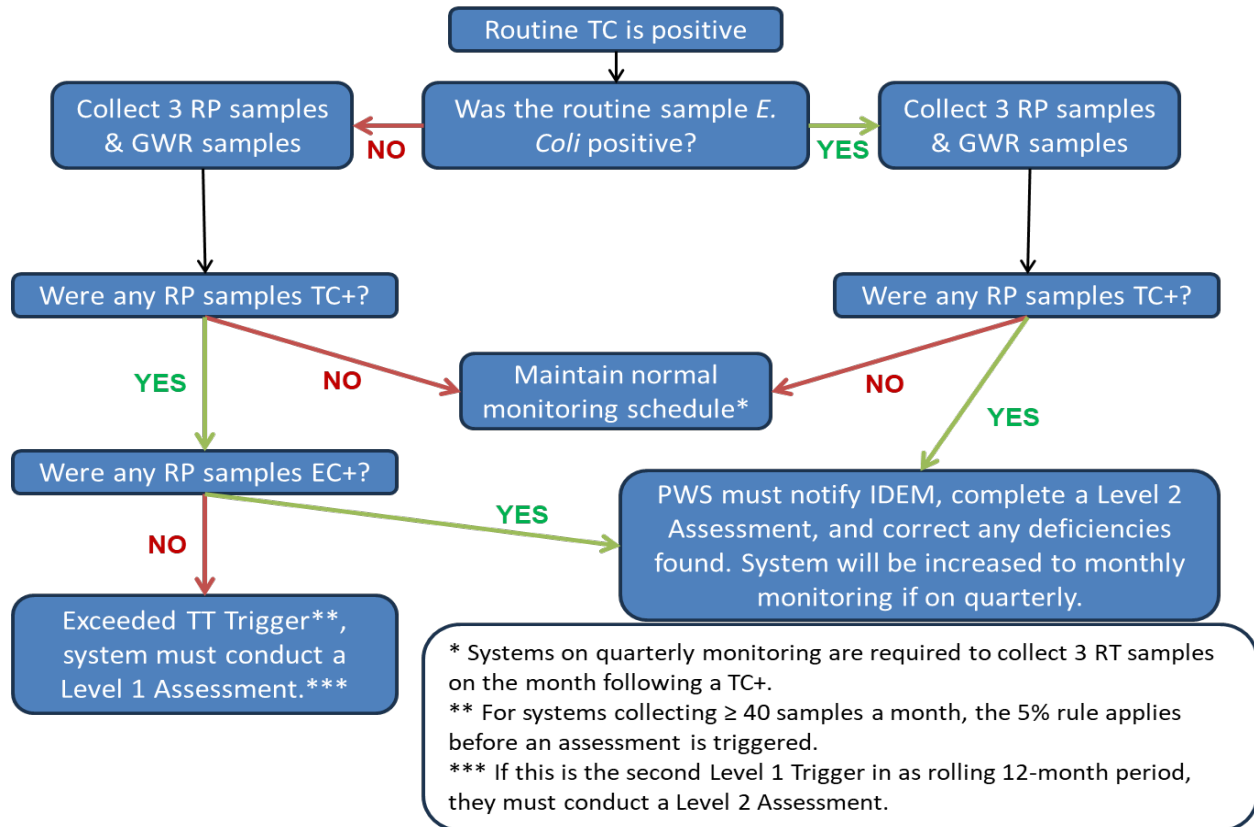 Routine TC is positive
Collect 3 RP samples
& GWR samples
NO
Was the routine sample E.
Coli positive?
YES
Collect 3 RP samples
& GWR samples
Were any RP samples TC+?
Were any RP samples TC+?
YES
NO
Maintain normal
monitoring schedule*
NO
YES
Were any RP samples EC+?
YES
NO
PWS must notify IDEM, complete a Level 2
Assessment, and correct any deficiencies
found. System will be increased to monthly
monitoring if on quarterly.
Exceeded TT Trigger**,
system must conduct a
Level 1 Assessment.***
* Systems on quarterly monitoring are required to collect 3 RT samples
on the month following a TC+.
** For systems collecting ≥ 40 samples a month, the 5% rule applies
before an assessment is triggered.
*** If this is the second Level 1 Trigger in as rolling 12-month period,
they must conduct a Level 2 Assessment.